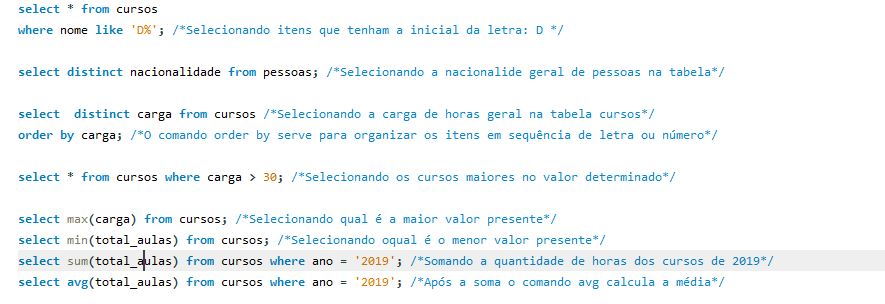 select * from cursos
where nome like 'D%'; /*Selecionando itens que tenham a inicial da letra: D */
select distinct nacionalidade from pessoas; /*Selecionando a nacionalide geral de pessoas na tabela*/
select  distinct carga from cursos /*Selecionando a carga de horas geral na tabela cursos*/
order by carga; /*O comando order by serve para organizar os itens em sequência de letra ou número*/
select * from cursos where carga > 30; /*Selecionando os cursos maiores no valor determinado*/
select max(carga) from cursos; /*Selecionando qual é a maior valor presente*/
select min(total_aulas) from cursos; /*Selecionando oqual é o menor valor presente*/
select sum(total_aulas) from cursos where ano = '2019'; /*Somando a quantidade de horas dos cursos de 2019*/
select avg(total_aulas) from cursos where ano = '2019'; /*Após a soma o comando avg calcula a média*/